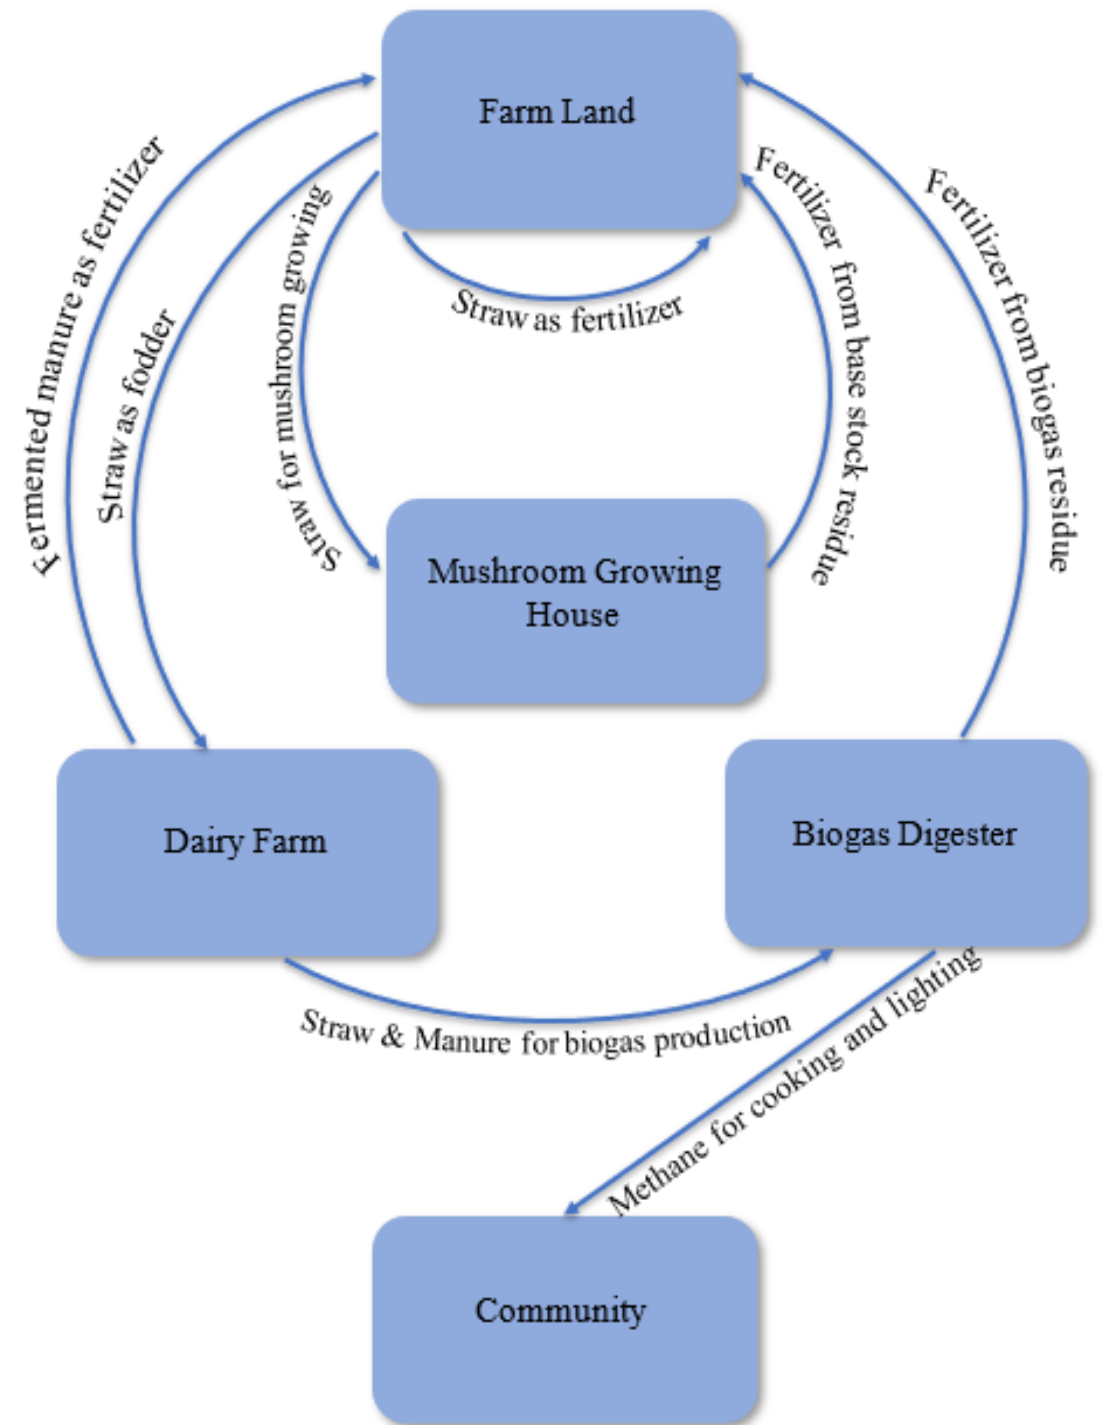 Farm Land
Fermented manure as fertilizer
Straw as fodder
Straw for mushroom growing
Straw as fertilizer
Fertilizer from base stock residue
Fertilizer from biogas residue
Mushroom Growing
House
Dairy Farm
Biogas Digester
Straw & Manure for biogas production
Methane for cooking and lighting
Community